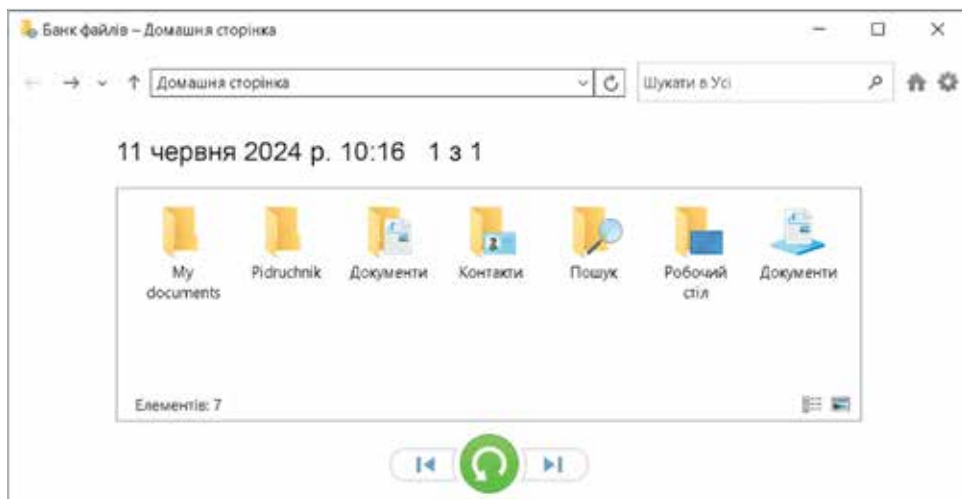 Банк файлів – Домашня сторінка
Домашня сторінка
Шукати в Усі
11 червня 2024 р. 10:16 1 з 1
My documents
Pidruchnik
Документи
Контакти
Пошук
Робочий стіл
Документи
Елементів: 7